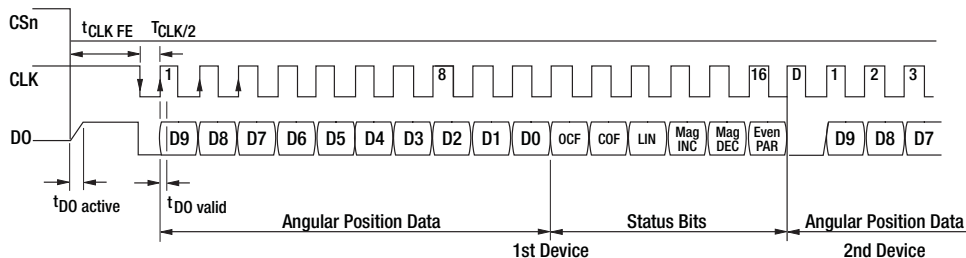 CSn
tCLK FE
TCLK/2
CLK
1
8
16
D
1
2
3
DO
D9
D8
D7
D6
D5
D4
D3
D2
D1
D0
OCF
COF
LIN
Mag
INC
Mag
DEC
Even
PAR
D9
D8
D7
tDO active
tDO valid
Angular Position Data
Status Bits
Angular Position Data
1st Device
2nd Device